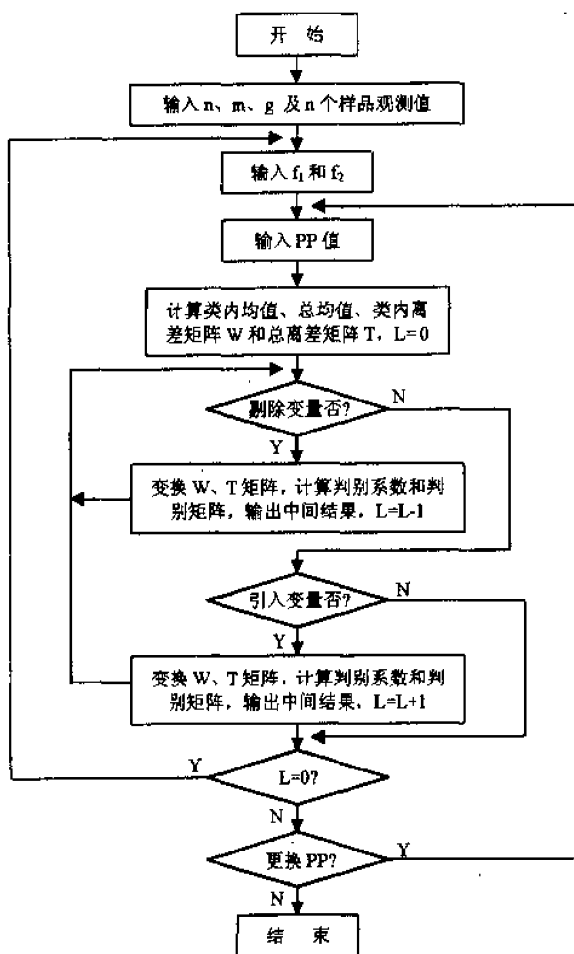 开 始
输入 n、m、g 及 n 个样品观测值
输入 f₁ 和 f₂
输入 PP 值
计算类内均值、总均值、类内离
差矩阵 W 和总离差矩阵 T，L=0
剔除变量否?
N
Y
变换 W、T 矩阵，计算判别系数和判
别矩阵，输出中间结果，L=L-1
引入变量否?
N
Y
变换 W、T 矩阵，计算判别系数和判
别矩阵，输出中间结果，L=L+1
Y
L=0?
N
更换 PP?
Y
N
结 束